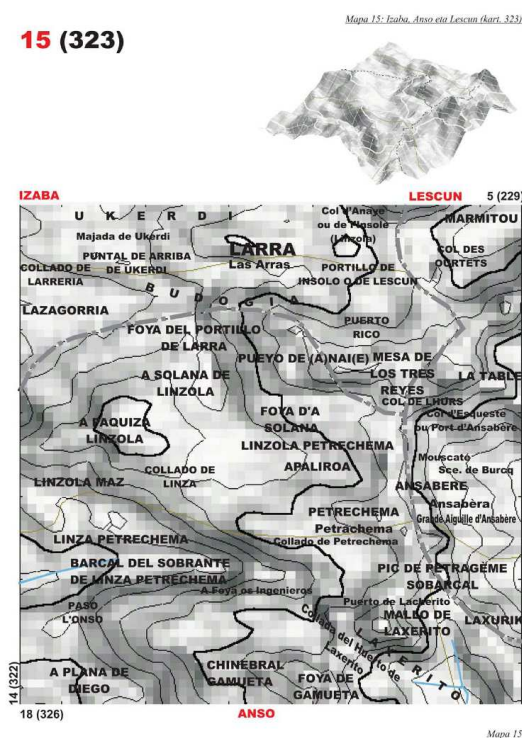 Mapa 15: Izaba, Anso eta Lescun (kart. 323)
15 (323)
IZABA
LESCUN
5 (229)
U K E R D I
Majada de Ukerdi
PUNTAL DE ARRIBA
DE UKERDI
COLLADO DE
LARRERIA
LARRA
Las Arras
Col d'Anaye
ou de l'Insole
(Linzola)
MARMITOU
COL DES
OURTETS
PORTILLO DE
INSOLO O DE LESCUN
B U D O G I A
LAZAGORRIA
FOYA DEL PORTILLO
DE LARRA
PUERTO
RICO
PUEYO DE (A)NAI(E)
MESA DE
LOS TRES
REYES
LA TABLE
A SOLANA DE
LINZOLA
COL DE LHURS
Col d'Esqueste
ou Port d'Ansabère
FOYA D'A
SOLANA
A PAQUIZA
LINZOLA
LINZOLA PETRECHEMA
APALIROA
COLLADO DE
LINZA
Mouscaté
Sce. de Burcq
LINZOLA MAZ
ANSABERE
Ansabèra
Grande Aiguille d'Ansabère
PETRECHEMA
Petrachema
Collado de Petrechema
LINZA PETRECHEMA
BARCAL DEL SOBRANTE
DE LINZA PETRECHEMA
PIC DE PETRAGÈME
SOBARCAL
A Foya os Ingenieros
PASO
L'ONSO
Puerto de Lacherito
MALLO DE
LAXERITO
LAXURIK
Collada del Huerto de
Laxerito
L A X E R I T O
A PLANA DE
DIEGO
CHINEBRAL
GAMUETA
FOYA DE
GAMUETA
14 (322)
18 (326)
ANSO
Mapa 15